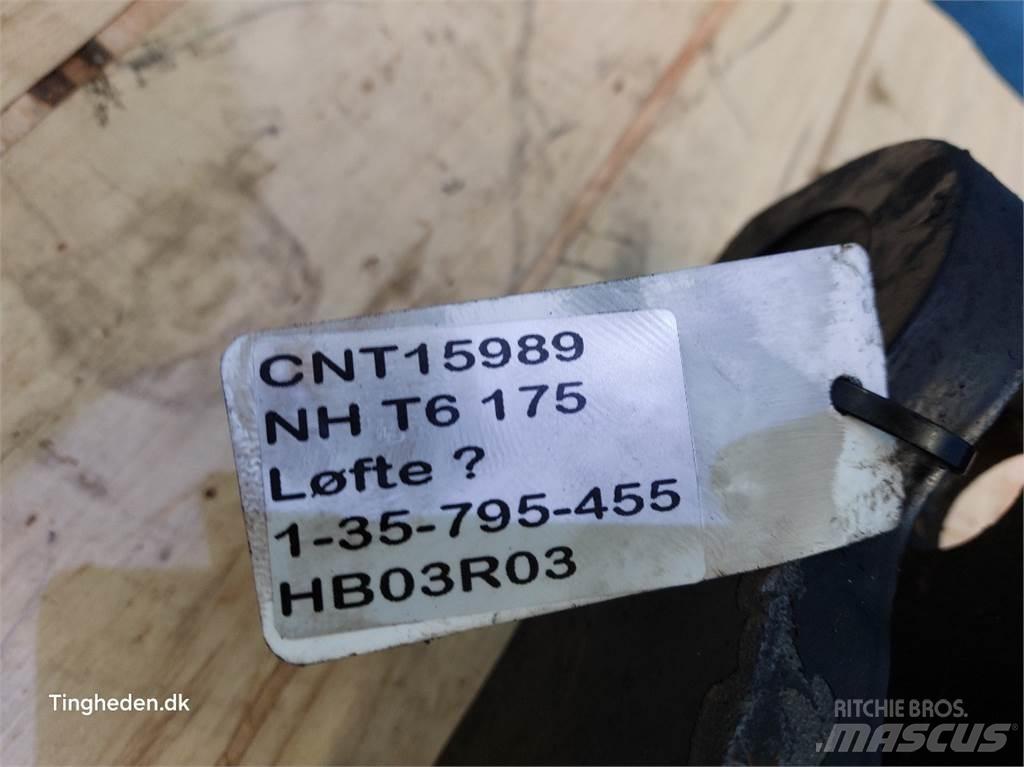 CNT15989
NH T6 175
Løfte ?
1-35-795-455
HB03R03
Tingheden.dk
RITCHIE BROS.
MASCUS